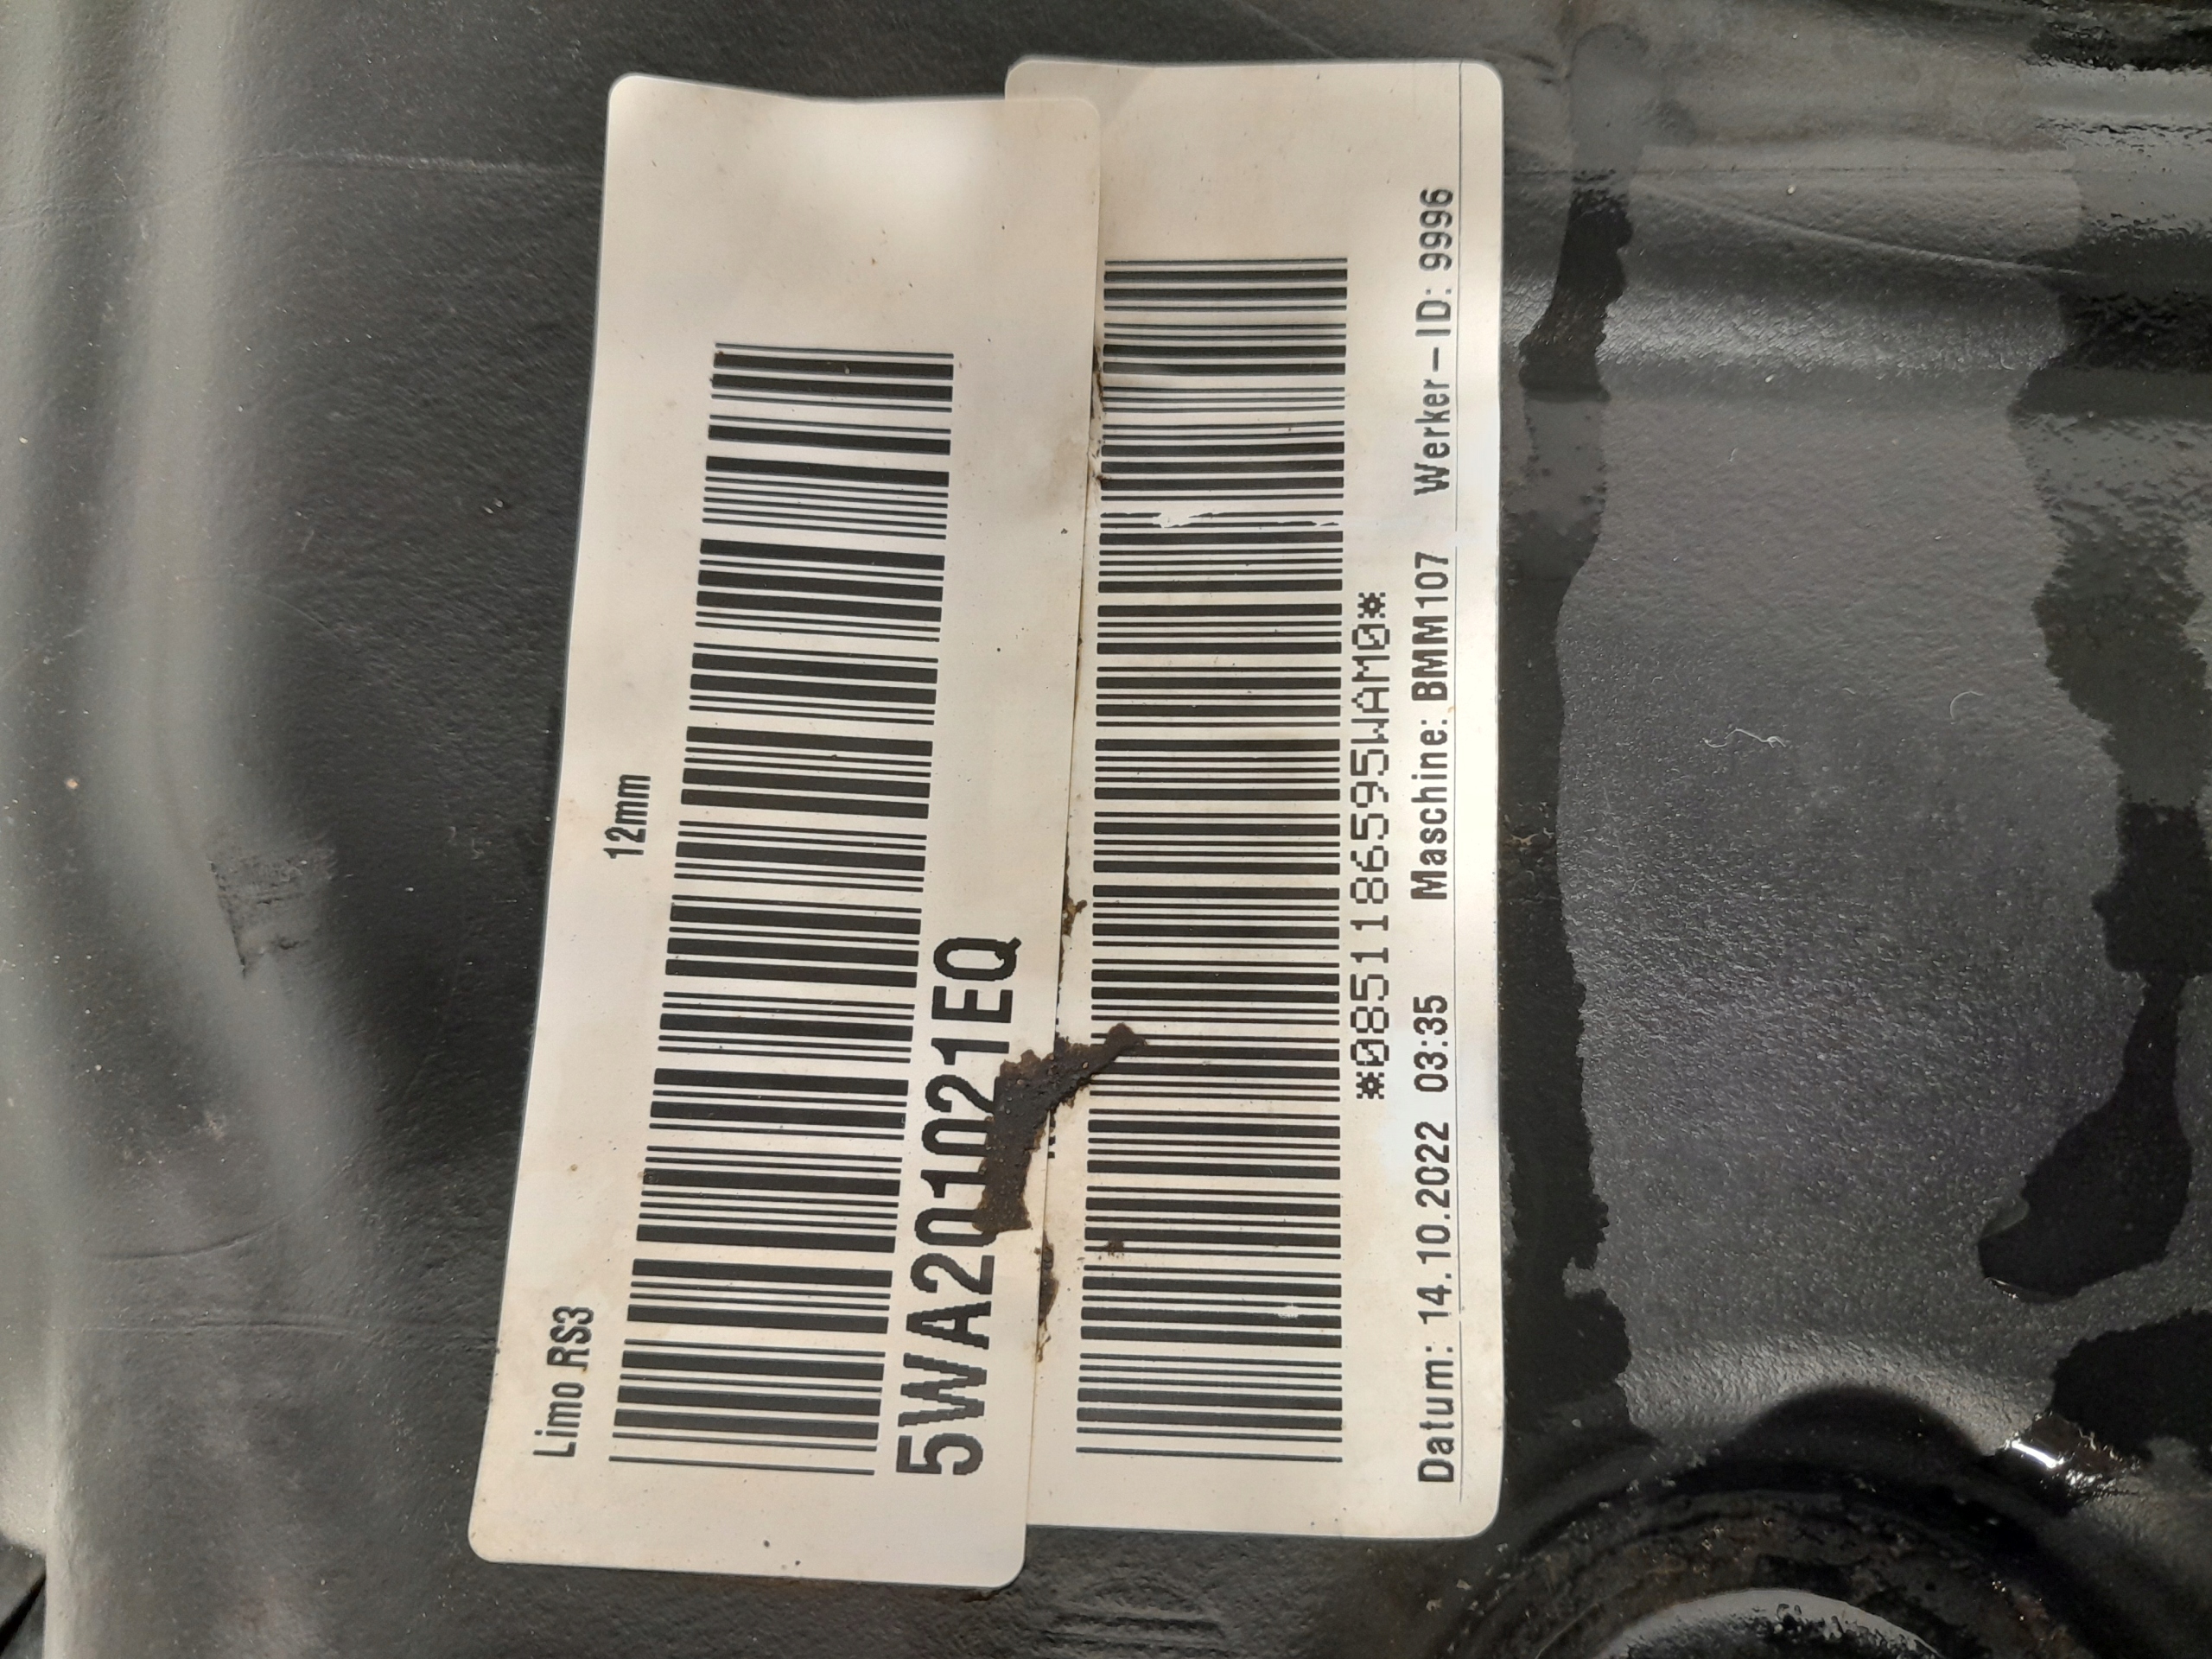 Limo RS3 12mm
5WA201021EQ
*0851186595WAM0*
Datum: 14.10.2022 03:35 Maschine: BMM107 Werker-ID: 9996